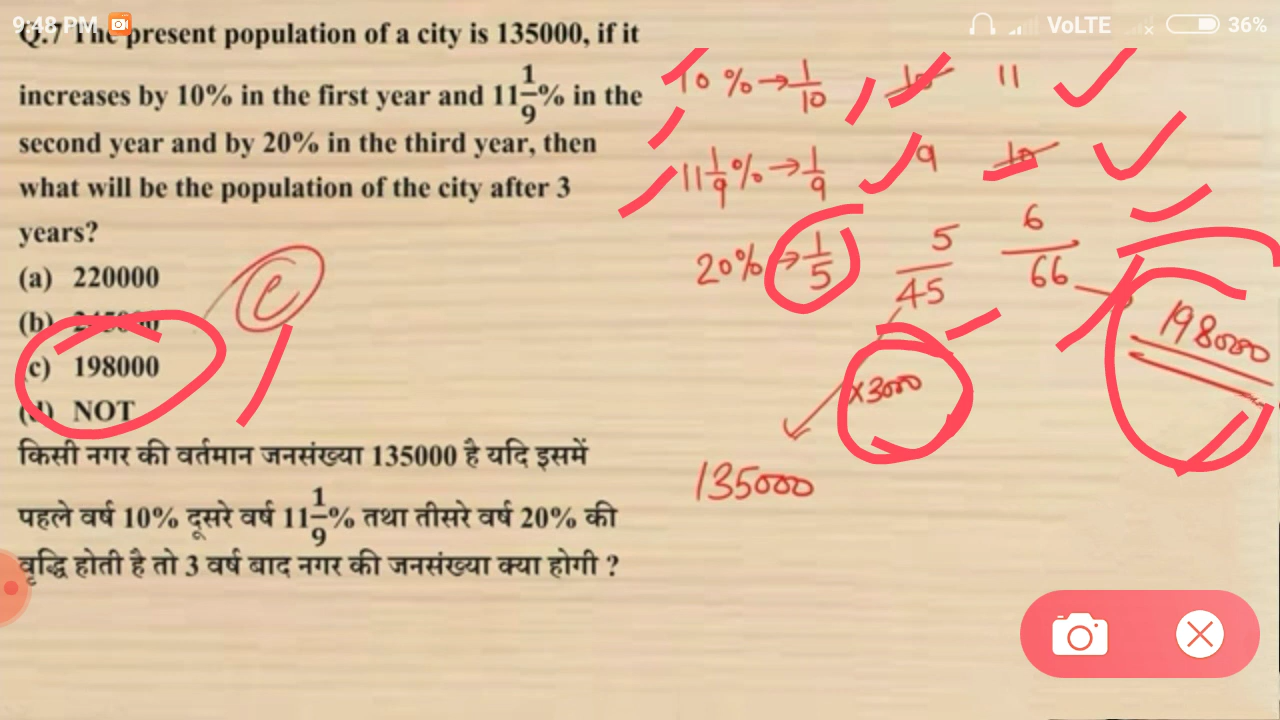 9:48 PM
VoLTE
36%
Q.7 The present population of a city is 135000, if it
increases by 10% in the first year and 11 1/9% in the
second year and by 20% in the third year, then
what will be the population of the city after 3
years?
(a) 220000
(b)
(c) 198000
(d) NOT
किसी नगर की वर्तमान जनसंख्या 135000 है यदि इसमें
पहले वर्ष 10% दूसरे वर्ष 11 1/9% तथा तीसरे वर्ष 20% की
वृद्धि होती है तो 3 वर्ष बाद नगर की जनसंख्या क्या होगी ?
10% → 1/10 10 11
11 1/9% → 1/9 9 10
20% → 1/5 5 6
45 66
198000
×3000
135000